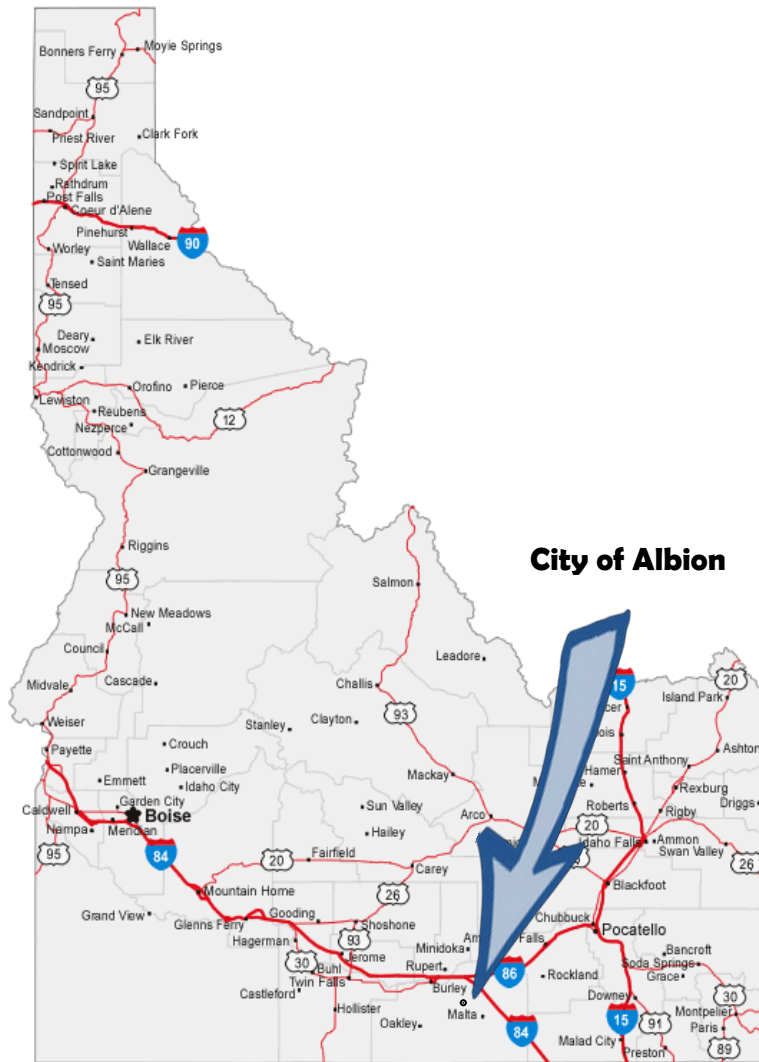 Moyie Springs
Bonners Ferry
95
Sandpoint
Priest River
Clark Fork
Spirit Lake
Rathdrum
Post Falls
Coeur d'Alene
Pinehurst
Wallace
90
Worley
Saint Maries
Tensed
95
Deary
Elk River
Moscow
Kendrick
Orofino
Pierce
Lewiston
Reubens
12
Nezperce
Cottonwood
Grangeville
Riggins
City of Albion
95
Salmon
New Meadows
McCall
Council
Leadore
Cascade
Challis
15
20
Midvale
Island Park
93
Weiser
Stanley
Clayton
Payette
Crouch
Ashton
Saint Anthony
Placerville
Mackay
Hamer
Emmett
Idaho City
Rexburg
Garden City
Sun Valley
Roberts
Driggs
Caldwell
Boise
Arco
Rigby
Nampa
Meridian
Hailey
20
Idaho Falls
Ammon
Swan Valley
26
95
84
20
Fairfield
Carey
Blackfoot
Mountain Home
26
Grand View
Glenns Ferry
Gooding
Shoshone
Chubbuck
Pocatello
Hagerman
93
Minidoka
Falls
Bancroft
30
Jerome
Rupert
86
Rockland
Soda Springs
Buhl
Grace
Twin Falls
Burley
Castleford
Downey
30
Hollister
Malta
Montpelier
Oakley
84
15
91
Paris
Malad City
Preston
89